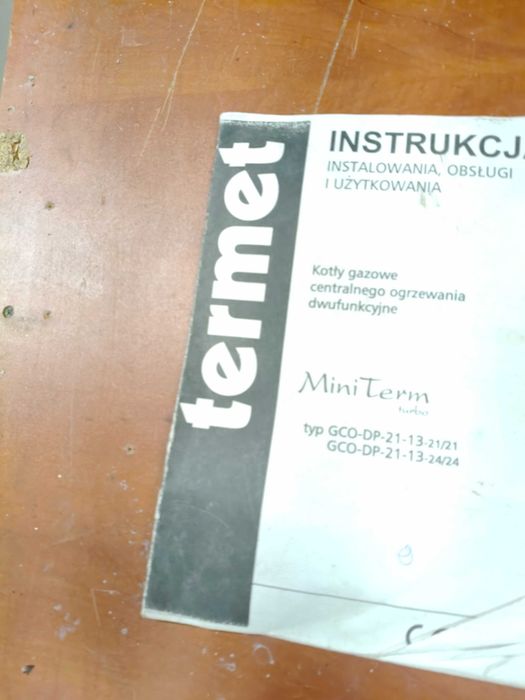 termet
INSTRUKCJA
INSTALOWANIA, OBSŁUGI
I UŻYTKOWANIA
Kotły gazowe
centralnego ogrzewania
dwufunkcyjne
MiniTerm
turbo
typ GCO-DP-21-13-21/21
GCO-DP-21-13-24/24